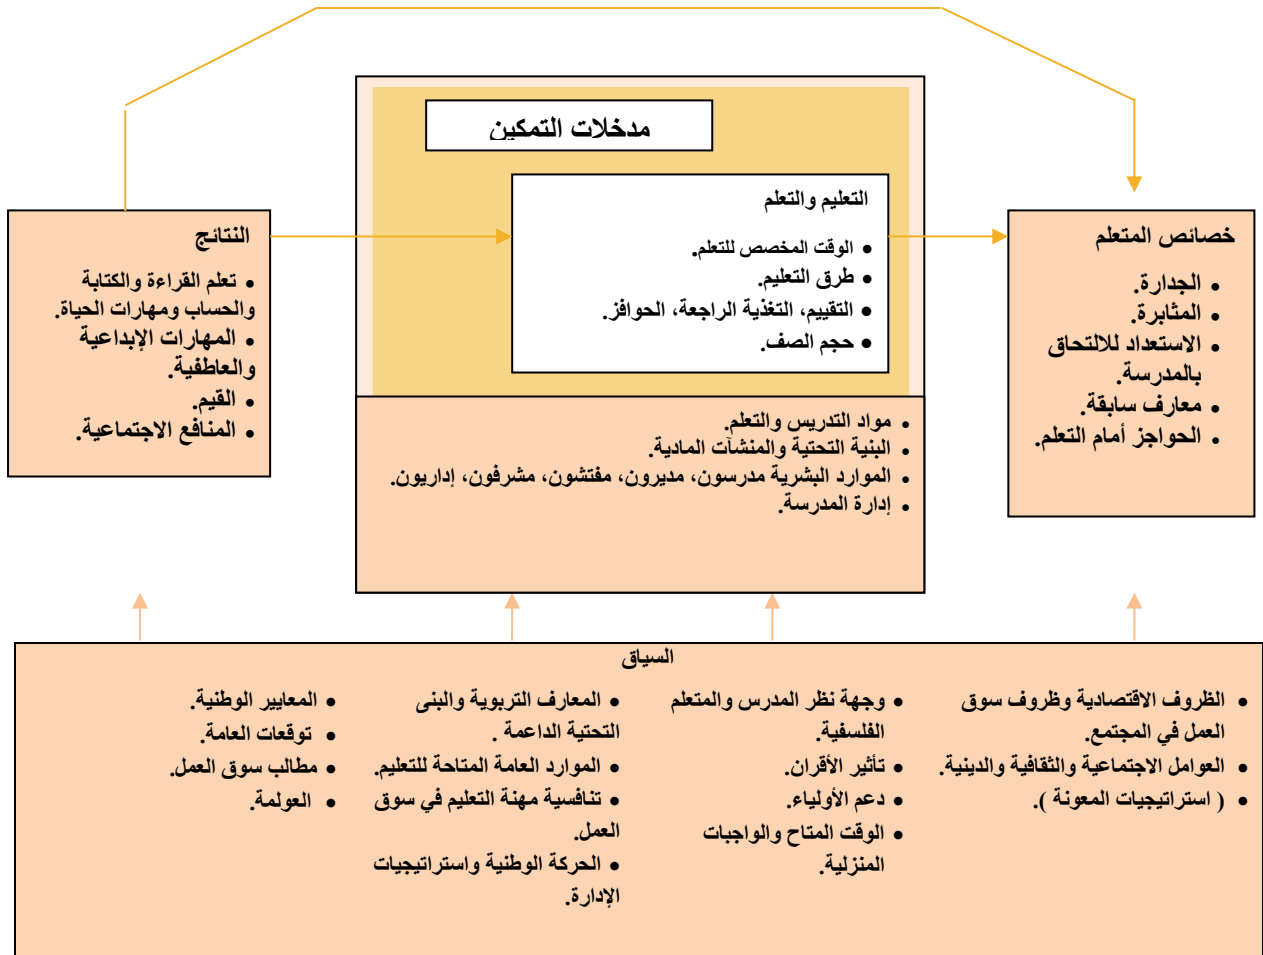 مدخلات التمكين
خصائص المتعلم
• الجدارة.
• المثابرة.
• الاستعداد للالتحاق
بالمدرسة.
• معارف سابقة.
• الحواجز أمام التعلم.
التعليم والتعلم
• الوقت المخصص للتعلم.
• طرق التعليم.
• التقييم، التغذية الراجعة، الحوافز.
• حجم الصف.
• مواد التدريس والتعلم.
• البنية التحتية والمنشآت المادية.
• الموارد البشرية مدرسون، مديرون، مفتشون، مشرفون، إداريون.
• إدارة المدرسة.
النتائج
• تعلم القراءة والكتابة
والحساب ومهارات الحياة.
• المهارات الإبداعية
والعاطفية.
• القيم.
• المنافع الاجتماعية.
السياق
• الظروف الاقتصادية وظروف سوق
العمل في المجتمع.
• العوامل الاجتماعية والثقافية والدينية.
• ( استراتيجيات المعونة ).
• وجهة نظر المدرس والمتعلم
الفلسفية.
• تأثير الأقران.
• دعم الأولياء.
• الوقت المتاح والواجبات
المنزلية.
• المعارف التربوية والبنى
التحتية الداعمة .
• الموارد العامة المتاحة للتعليم.
• تنافسية مهنة التعليم في سوق
العمل.
• الحركة الوطنية واستراتيجيات
الإدارة.
• المعايير الوطنية.
• توقعات العامة.
• مطالب سوق العمل.
• العولمة.